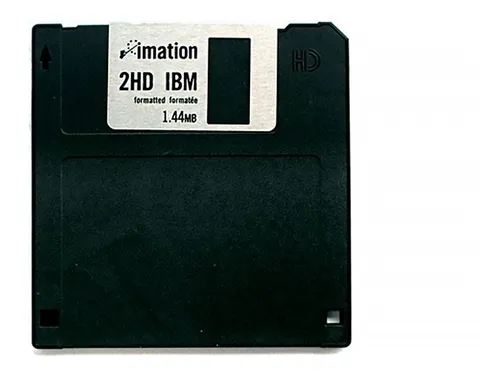 imation
HD
2HD IBM
formatted formatée
1.44MB